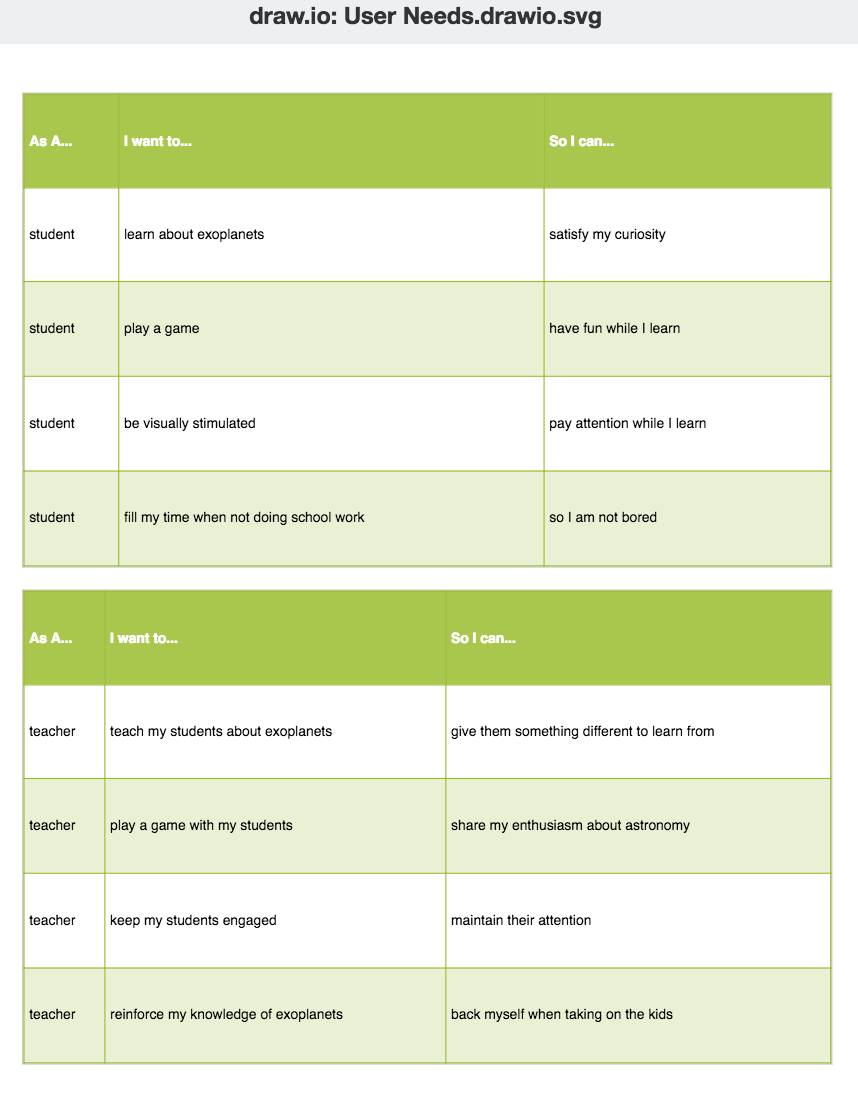 draw.io: User Needs.drawio.svg
As A... I want to... So I can...
student learn about exoplanets satisfy my curiosity
student play a game have fun while I learn
student be visually stimulated pay attention while I learn
student fill my time when not doing school work so I am not bored
As A... I want to... So I can...
teacher teach my students about exoplanets give them something different to learn from
teacher play a game with my students share my enthusiasm about astronomy
teacher keep my students engaged maintain their attention
teacher reinforce my knowledge of exoplanets back myself when taking on the kids